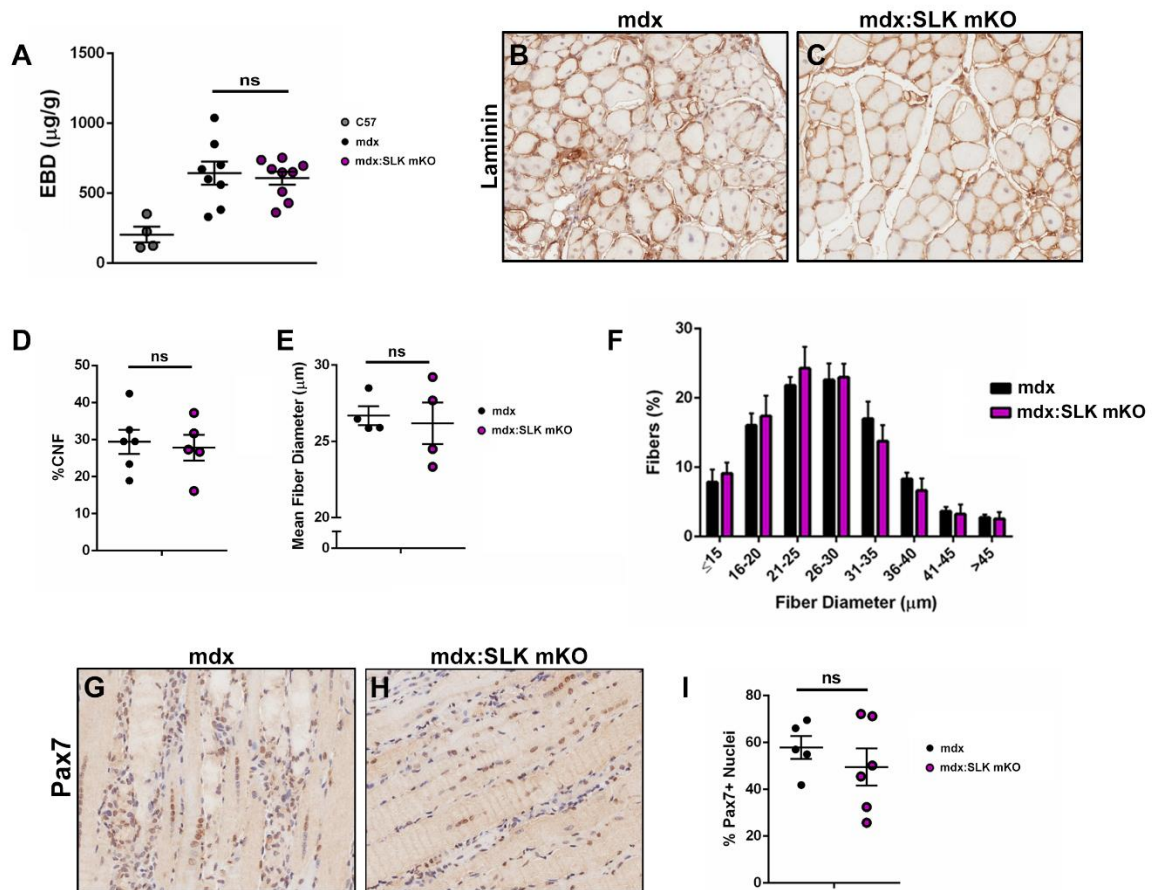 A
1500
1000
500
0
EBD (µg/g)
ns
C57
mdx
mdx:SLK mKO
mdx
mdx:SLK mKO
B
C
Laminin
D
50
40
30
20
10
0
%CNF
ns
E
30
25
20
0
Mean Fiber Diameter (µm)
ns
mdx
mdx:SLK mKO
F
30
20
10
0
Fibers (%)
≤15
16-20
21-25
26-30
31-35
36-40
41-45
>45
Fiber Diameter (µm)
mdx
mdx:SLK mKO
mdx
mdx:SLK mKO
G
H
Pax7
I
80
60
40
20
0
% Pax7+ Nuclei
ns
mdx
mdx:SLK mKO